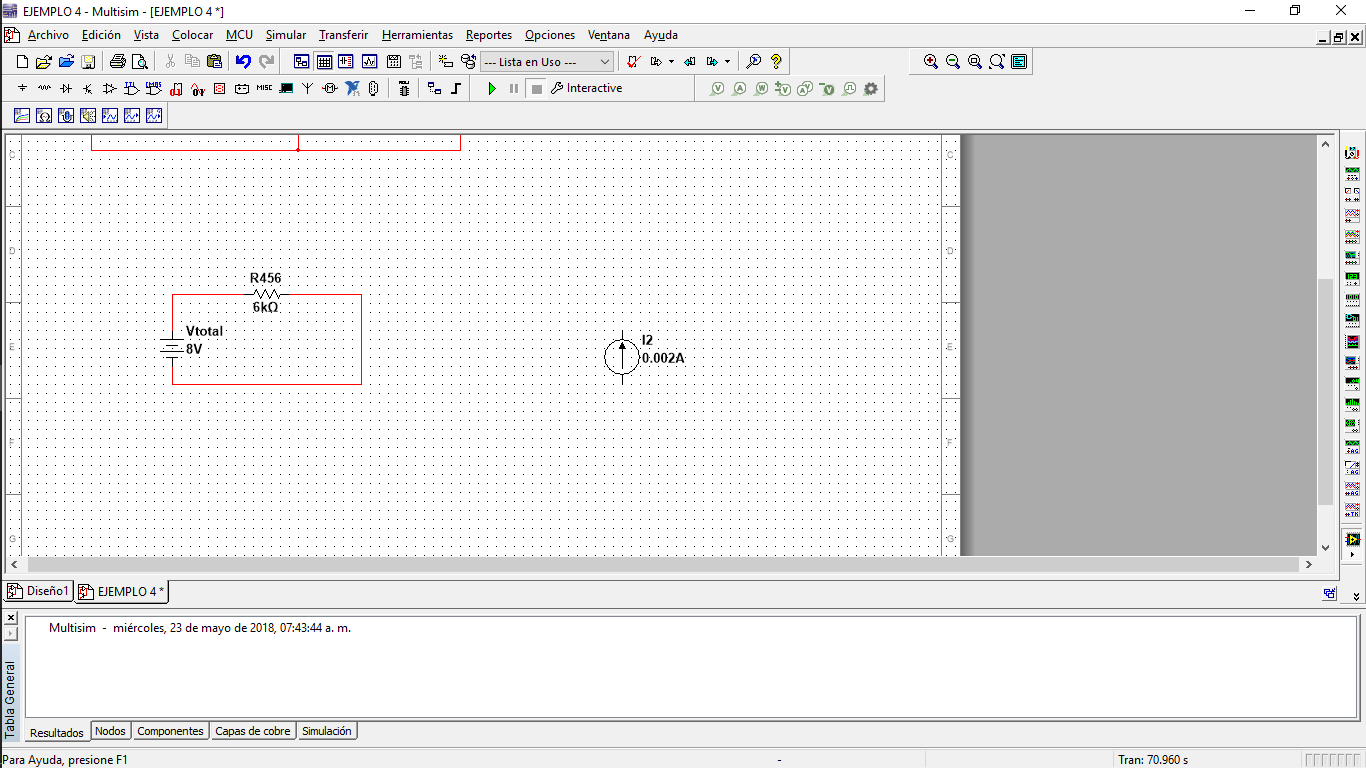 EJEMPLO 4 - Multisim - [EJEMPLO 4 *]
Archivo Edición Vista Colocar MCU Simular Transferir Herramientas Reportes Opciones Ventana Ayuda
--- Lista en Uso ---
MISC
Interactive
C C
D D
R456
6kΩ
Vtotal
8V
I2
0.002A
E E
F F
G G
Diseño1 EJEMPLO 4 *
Multisim - miércoles, 23 de mayo de 2018, 07:43:44 a. m.
Tabla General
Resultados Nodos Componentes Capas de cobre Simulación
Para Ayuda, presione F1 - Tran: 70.960 s